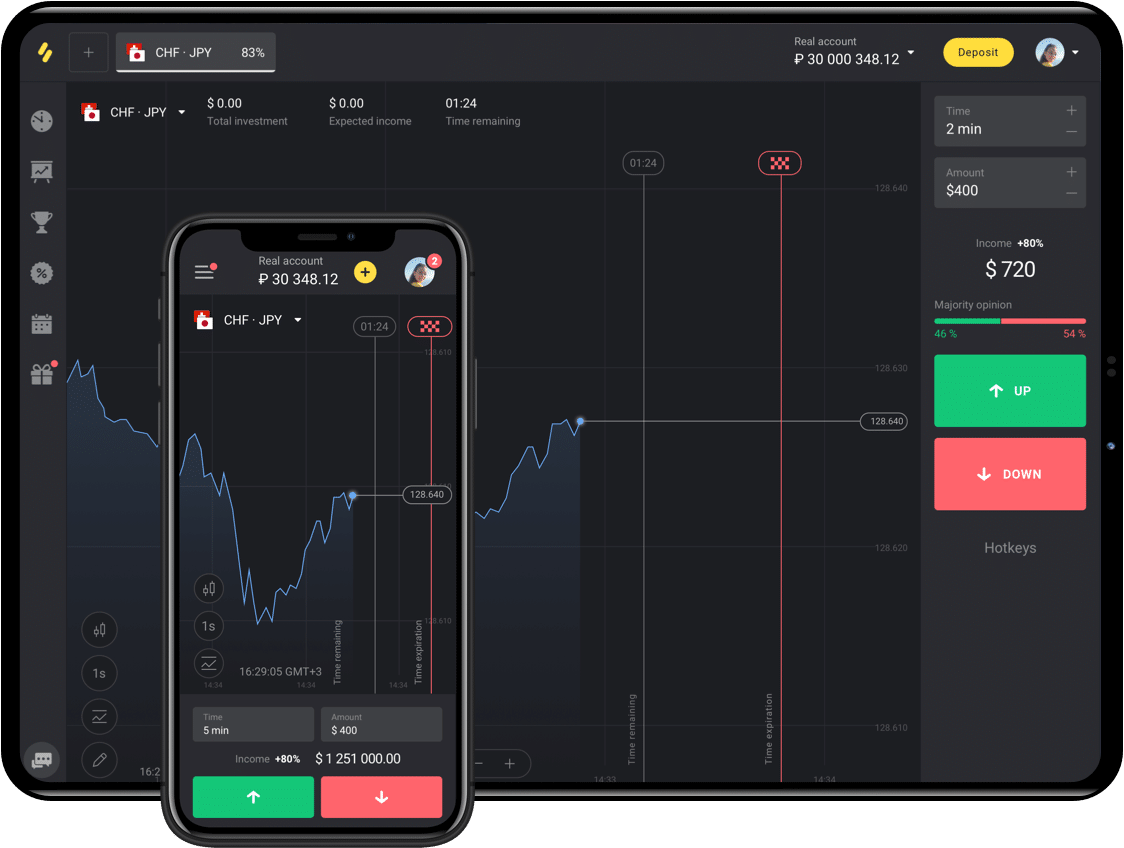 CHF · JPY 83%
Real account
₽ 30 000 348.12
Deposit
CHF · JPY
$ 0.00
Total investment
$ 0.00
Expected income
01:24
Time remaining
01:24
128.640
128.630
128.640
128.620
128.610
Time remaining
Time expiration
14:33
14:34
1s
16:2
Time
2 min
Amount
$400
Income +80%
$ 720
Majority opinion
46 %
54 %
UP
DOWN
Hotkeys
Real account
₽ 30 348.12
2
CHF · JPY
01:24
128.610
128.640
128.610
1s
Time remaining
Time expiration
16:29:05 GMT+3
14:34
14:34
14:34
Time
5 min
Amount
$ 400
Income +80%
$ 1 251 000.00